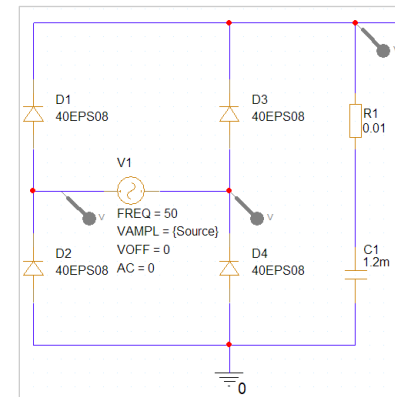 D1
40EPS08
D3
40EPS08
R1
0.01
V1
V
V
V
FREQ = 50
VAMPL = {Source}
VOFF = 0
AC = 0
D2
40EPS08
D4
40EPS08
C1
1.2m
0